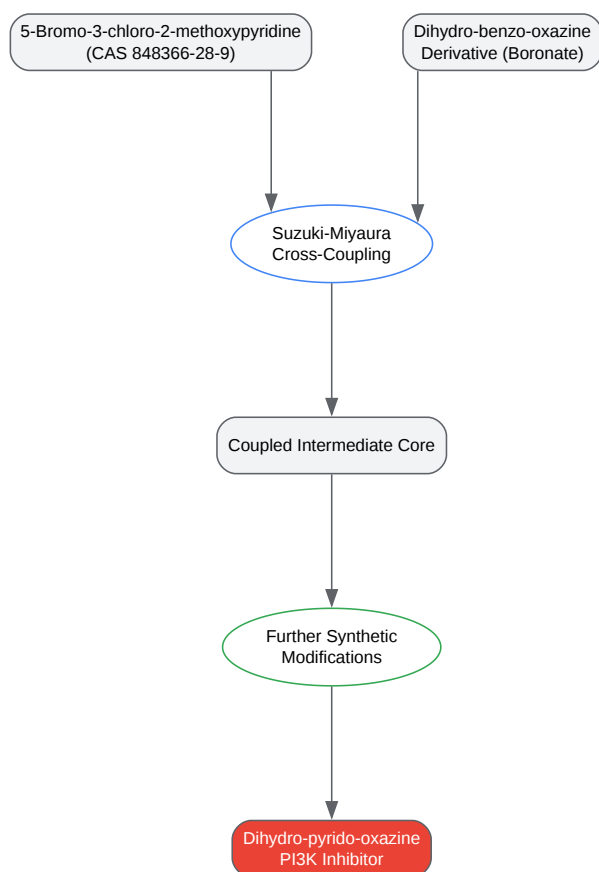 5-Bromo-3-chloro-2-methoxypyridine
(CAS 848366-28-9)
Dihydro-benzo-oxazine
Derivative (Boronate)
Suzuki-Miyaura
Cross-Coupling
Coupled Intermediate Core
Further Synthetic
Modifications
Dihydro-pyrido-oxazine
PI3K Inhibitor